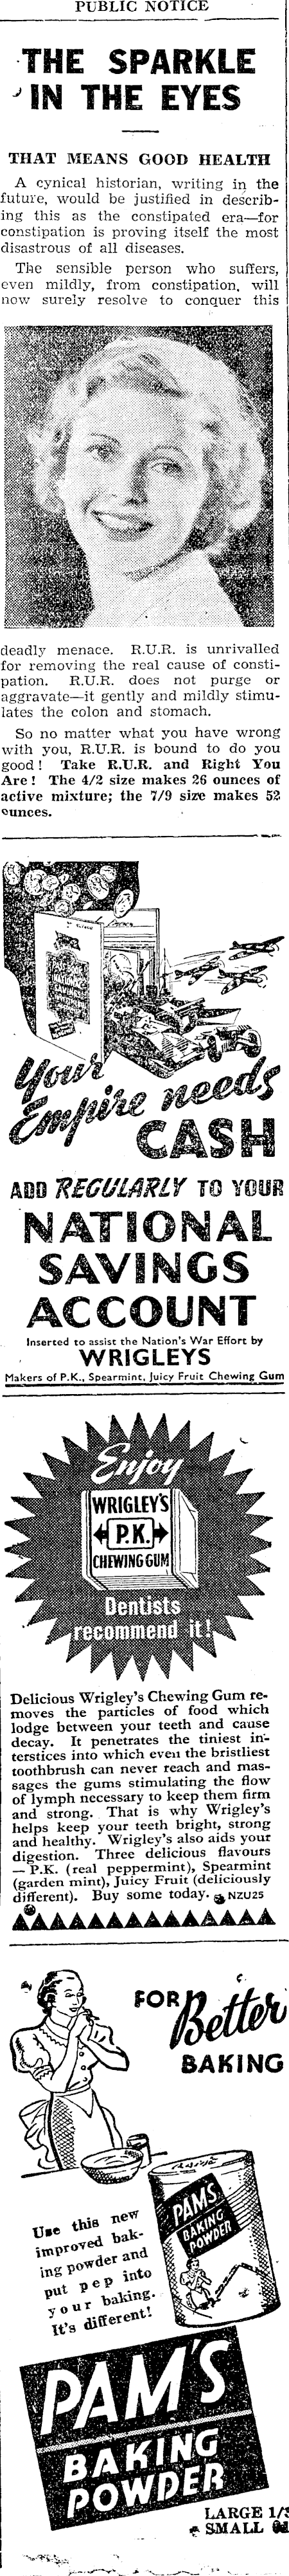 PUBLIC NOTICE
THE SPARKLE
IN THE EYES
THAT MEANS GOOD HEALTH
A cynical historian, writing in the
future, would be justified in describ-
ing this as the constipated era—for
constipation is proving itself the most
disastrous of all diseases.
The sensible person who suffers,
even mildly, from constipation, will
now surely resolve to conquer this
deadly menace. R.U.R. is unrivalled
for removing the real cause of consti-
pation. R.U.R. does not purge or
aggravate—it gently and mildly stimu-
lates the colon and stomach.
So no matter what you have wrong
with you, R.U.R. is bound to do you
good! Take R.U.R. and Right You
Are! The 4/2 size makes 26 ounces of
active mixture; the 7/9 size makes 52
ounces.
Your
Empire needs
CASH
ADD REGULARLY TO YOUR
NATIONAL
SAVINGS
ACCOUNT
Inserted to assist the Nation's War Effort by
WRIGLEYS
Makers of P.K., Spearmint, Juicy Fruit Chewing Gum
Enjoy
WRIGLEY'S
P.K.
CHEWING GUM
Dentists
recommend it!
Delicious Wrigley's Chewing Gum re-
moves the particles of food which
lodge between your teeth and cause
decay. It penetrates the tiniest in-
terstices into which even the bristliest
toothbrush can never reach and mas-
sages the gums stimulating the flow
of lymph necessary to keep them firm
and strong. That is why Wrigley's
helps keep your teeth bright, strong
and healthy. Wrigley's also aids your
digestion. Three delicious flavours
— P.K. (real peppermint), Spearmint
(garden mint), Juicy Fruit (deliciously
different). Buy some today. NZU25
FOR Better
BAKING
PAM'S
BAKING
POWDER
Use this new
improved bak-
ing powder and
put pep into
your baking.
It's different!
PAM'S
BAKING
POWDER
LARGE
SMALL